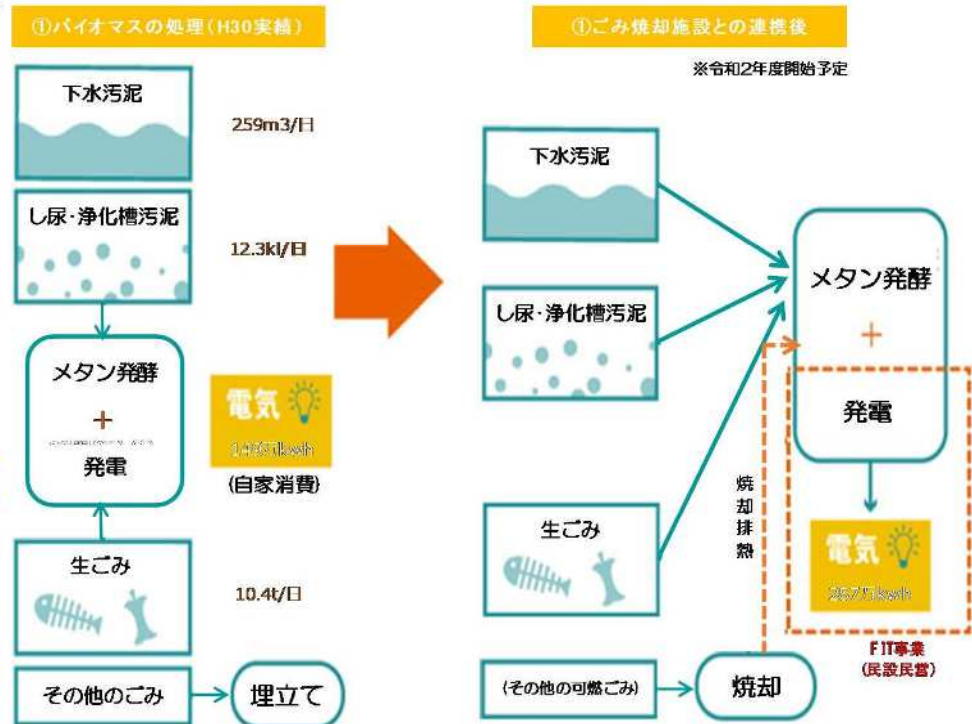 ①バイオマスの処理(H30実績)
下水汚泥
259m3/日
し尿・浄化槽汚泥
12.3kl/日
メタン発酵
+
発電
電気
(自家消費)
生ごみ
10.4t/日
その他のごみ
埋立て
①ごみ焼却施設との連携後
※令和2年度開始予定
下水汚泥
し尿・浄化槽汚泥
メタン発酵
+
発電
焼却排熱
生ごみ
電気
FIT事業
(民設民営)
(その他の可燃ごみ)
焼却